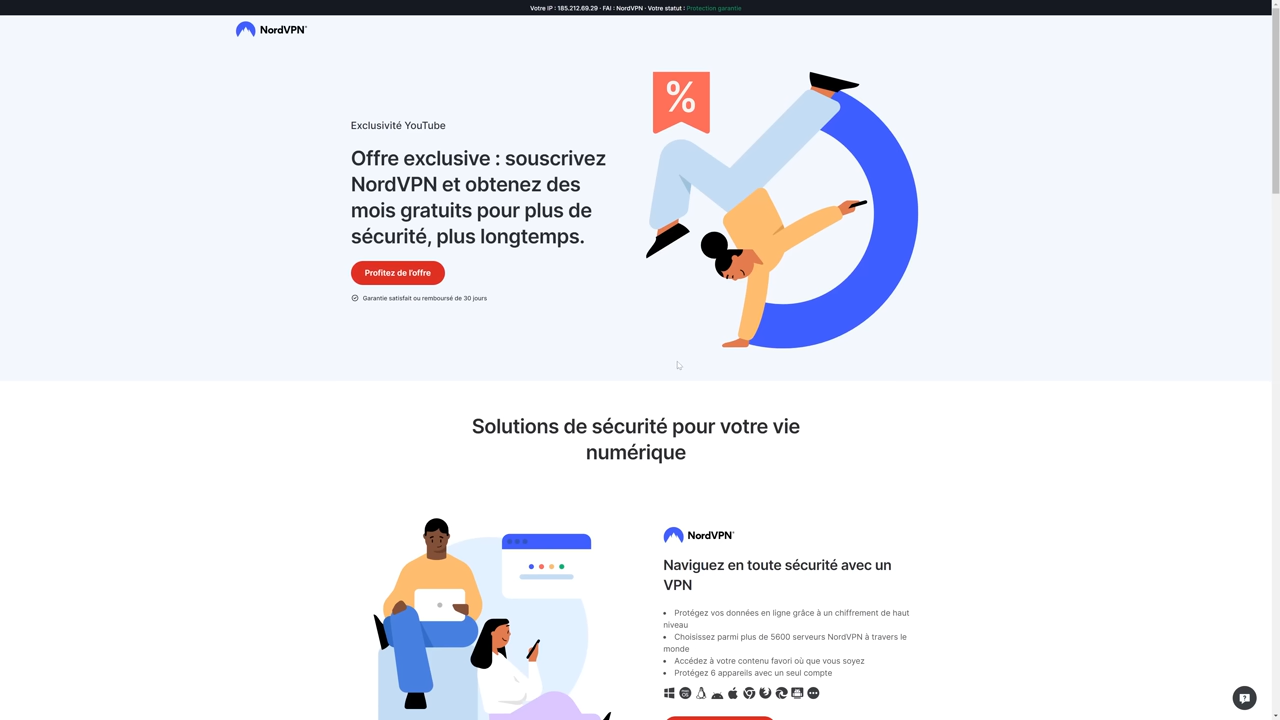 Votre IP : 185.212.69.29 · FAI : NordVPN · Votre statut : Protection garantie
NordVPN
%
Exclusivité YouTube
Offre exclusive : souscrivez
NordVPN et obtenez des
mois gratuits pour plus de
sécurité, plus longtemps.
Profitez de l'offre
Garantie satisfait ou remboursé de 30 jours
Solutions de sécurité pour votre vie
numérique
NordVPN
Naviguez en toute sécurité avec un
VPN
• Protégez vos données en ligne grâce à un chiffrement de haut
niveau
• Choisissez parmi plus de 5600 serveurs NordVPN à travers le
monde
• Accédez à votre contenu favori où que vous soyez
• Protégez 6 appareils avec un seul compte